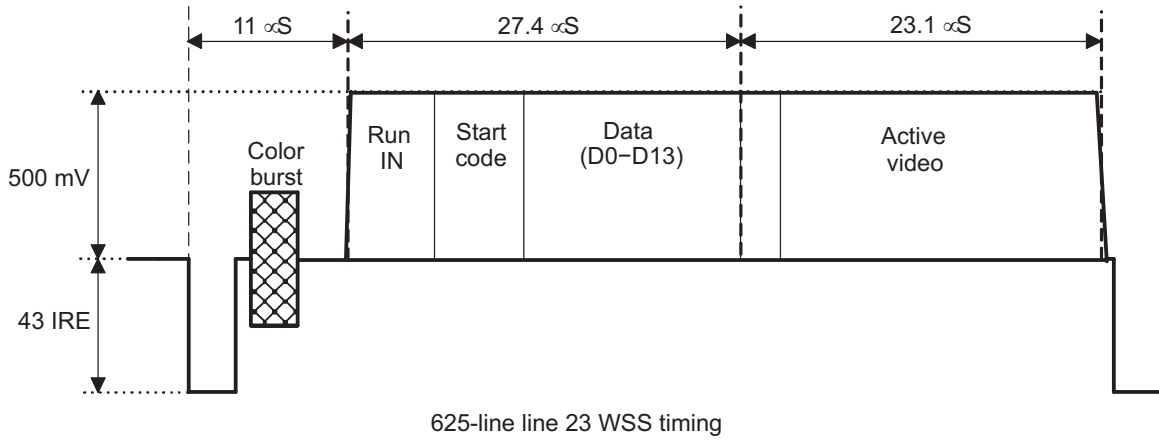 11 ∝S
27.4 ∝S
23.1 ∝S
500 mV
Color
burst
Run
IN
Start
code
Data
(D0−D13)
Active
video
43 IRE
625-line line 23 WSS timing